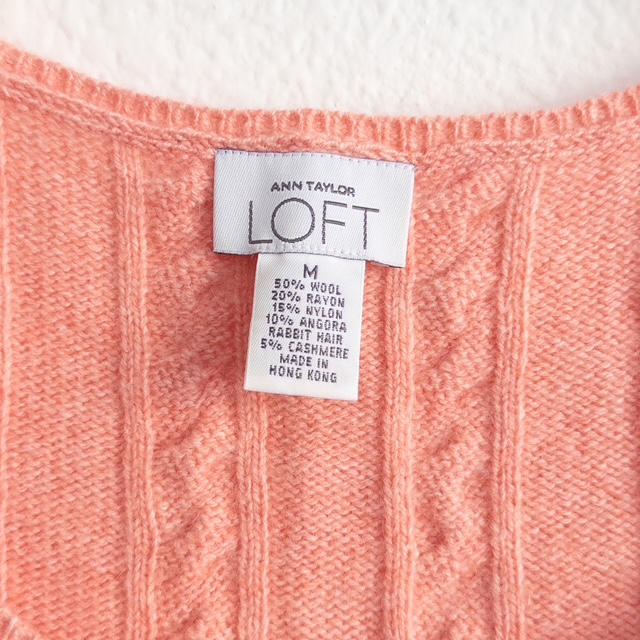 ANN TAYLOR
LOFT
M
50% WOOL
20% RAYON
15% NYLON
10% ANGORA
RABBIT HAIR
5% CASHMERE
MADE IN
HONG KONG